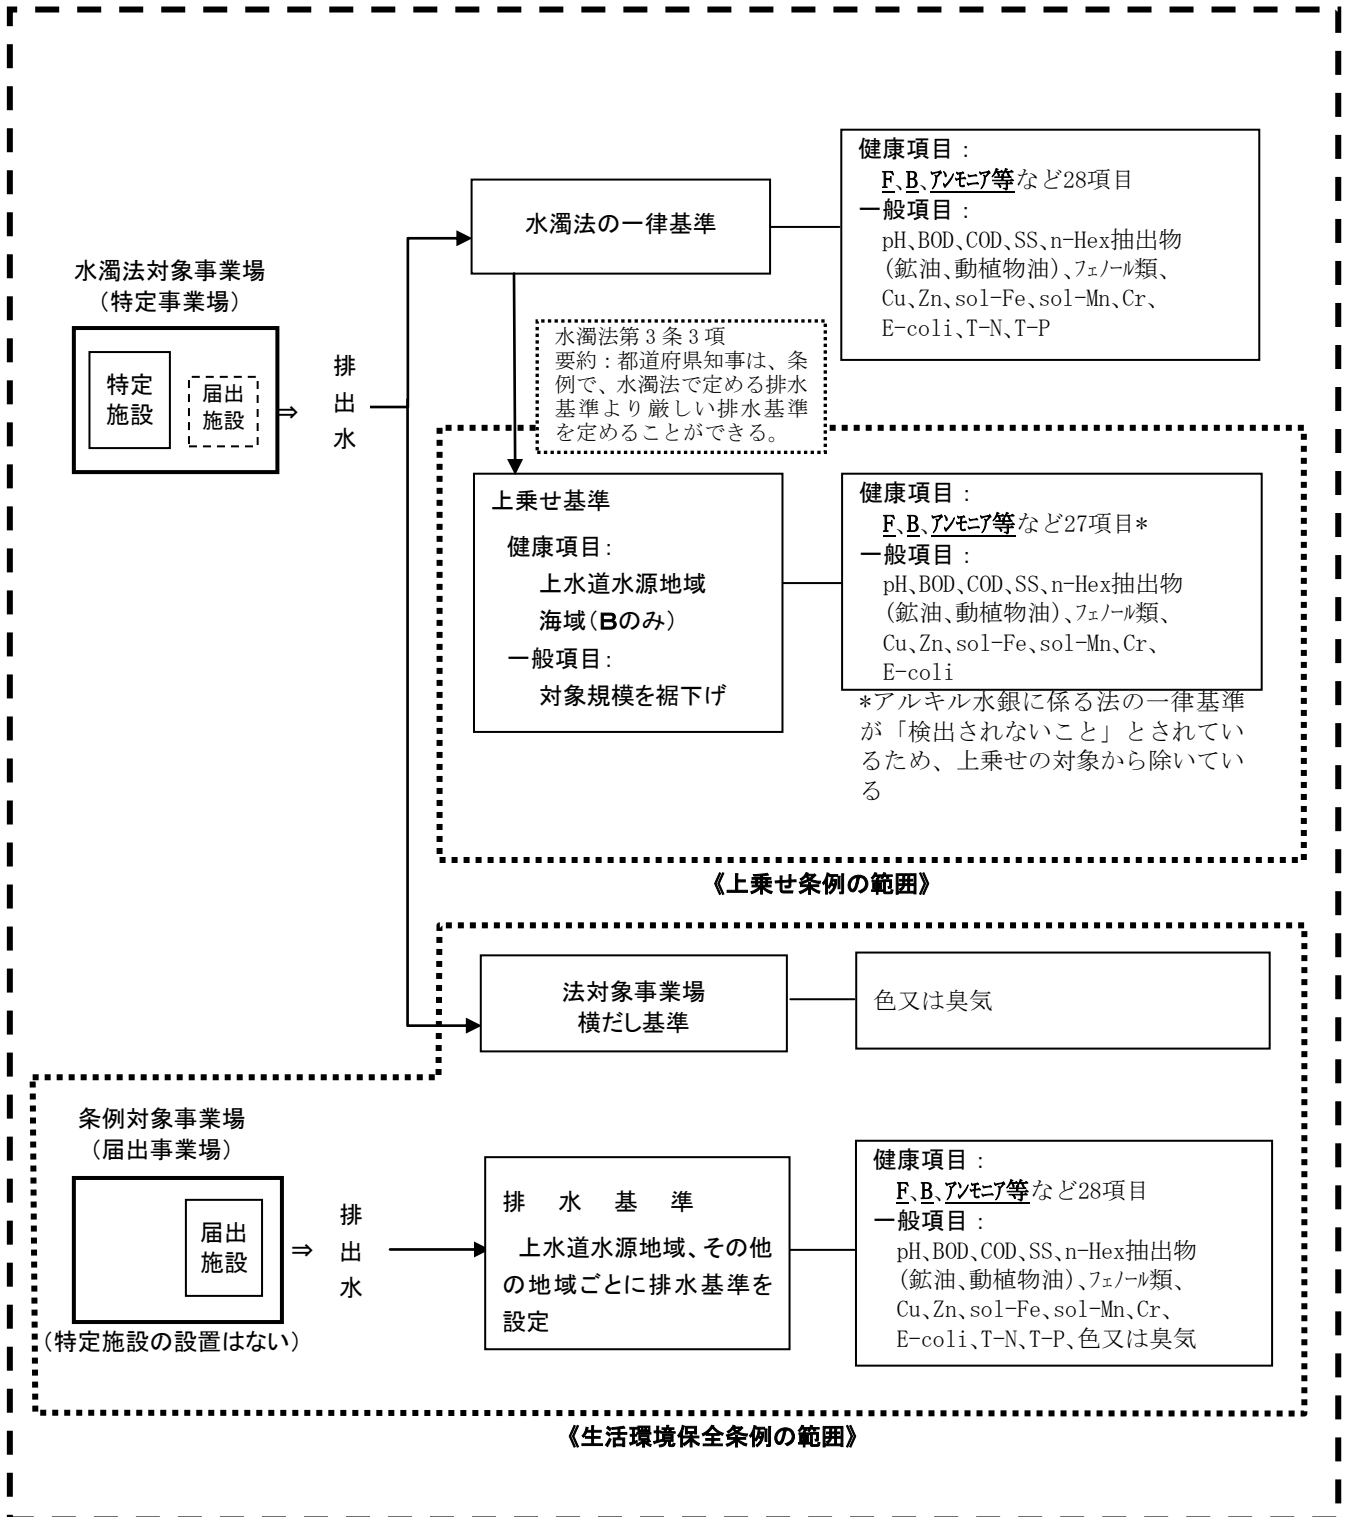 健康項目：
F、B、ｱﾝﾓﾆｱ等など28項目
一般項目：
pH、BOD、COD、SS、n-Hex抽出物
(鉱油、動植物油)、ﾌｪﾉｰﾙ類、
Cu、Zn、sol-Fe、sol-Mn、Cr、
E-coli、T-N、T-P
水濁法の一律基準
水濁法対象事業場
（特定事業場）
特定
施設
届出
施設
⇒
排
出
水
水濁法第３条３項
要約：都道府県知事は、条
例で、水濁法で定める排水
基準より厳しい排水基準
を定めることができる。
上乗せ基準
健康項目：
上水道水源地域
海域（Ｂのみ）
一般項目：
対象規模を裾下げ
健康項目：
F、B、ｱﾝﾓﾆｱ等など27項目*
一般項目：
pH、BOD、COD、SS、n-Hex抽出物
(鉱油、動植物油)、ﾌｪﾉｰﾙ類、
Cu、Zn、sol-Fe、sol-Mn、Cr、
E-coli
*アルキル水銀に係る法の一律基準
が「検出されないこと」とされてい
るため、上乗せの対象から除いてい
る
《上乗せ条例の範囲》
法対象事業場
横だし基準
色又は臭気
条例対象事業場
（届出事業場）
届出
施設
⇒
排
出
水
（特定施設の設置はない）
排　水　基　準
上水道水源地域、その他
の地域ごとに排水基準を
設定
健康項目：
F、B、ｱﾝﾓﾆｱ等など28項目
一般項目：
pH、BOD、COD、SS、n-Hex抽出物
(鉱油、動植物油)、ﾌｪﾉｰﾙ類、
Cu、Zn、sol-Fe、sol-Mn、Cr、
E-coli、T-N、T-P、色又は臭気
《生活環境保全条例の範囲》